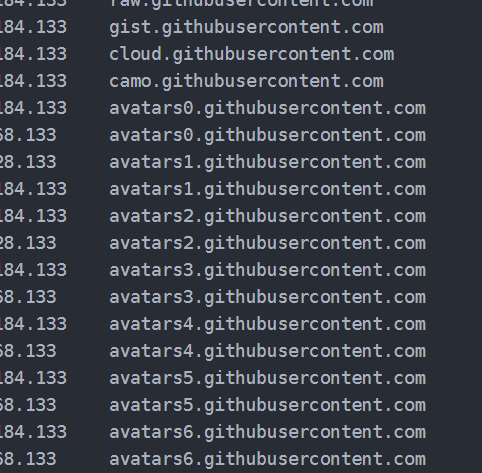 184.133 raw.githubusercontent.com
184.133 gist.githubusercontent.com
184.133 cloud.githubusercontent.com
184.133 camo.githubusercontent.com
184.133 avatars0.githubusercontent.com
68.133 avatars0.githubusercontent.com
28.133 avatars1.githubusercontent.com
184.133 avatars1.githubusercontent.com
184.133 avatars2.githubusercontent.com
28.133 avatars2.githubusercontent.com
184.133 avatars3.githubusercontent.com
68.133 avatars3.githubusercontent.com
184.133 avatars4.githubusercontent.com
68.133 avatars4.githubusercontent.com
184.133 avatars5.githubusercontent.com
68.133 avatars5.githubusercontent.com
184.133 avatars6.githubusercontent.com
68.133 avatars6.githubusercontent.com